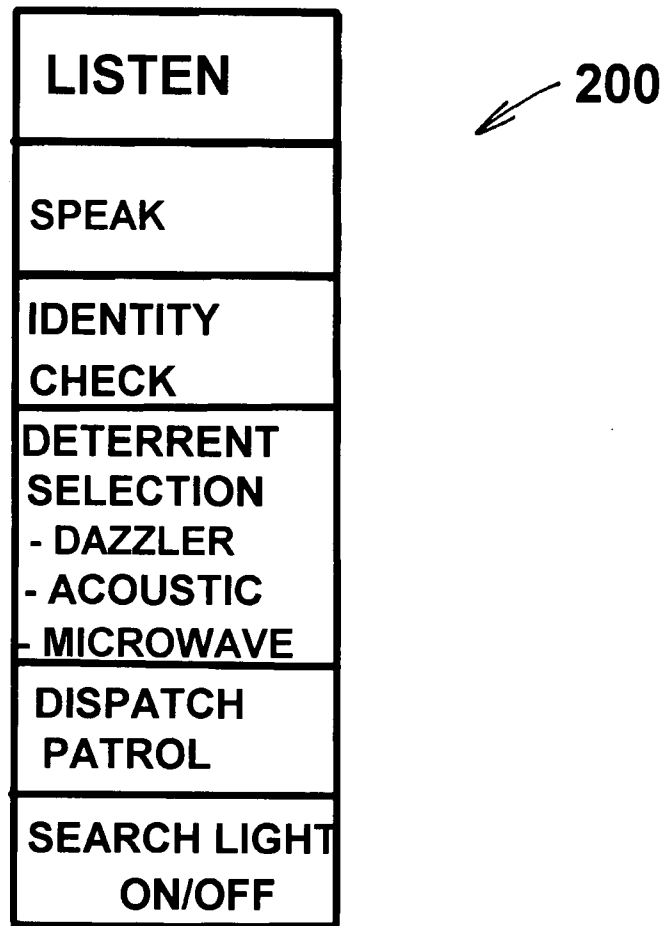 LISTEN
200
SPEAK
IDENTITY
CHECK
DETERRENT
SELECTION
- DAZZLER
- ACOUSTIC
- MICROWAVE
DISPATCH
PATROL
SEARCH LIGHT
ON/OFF